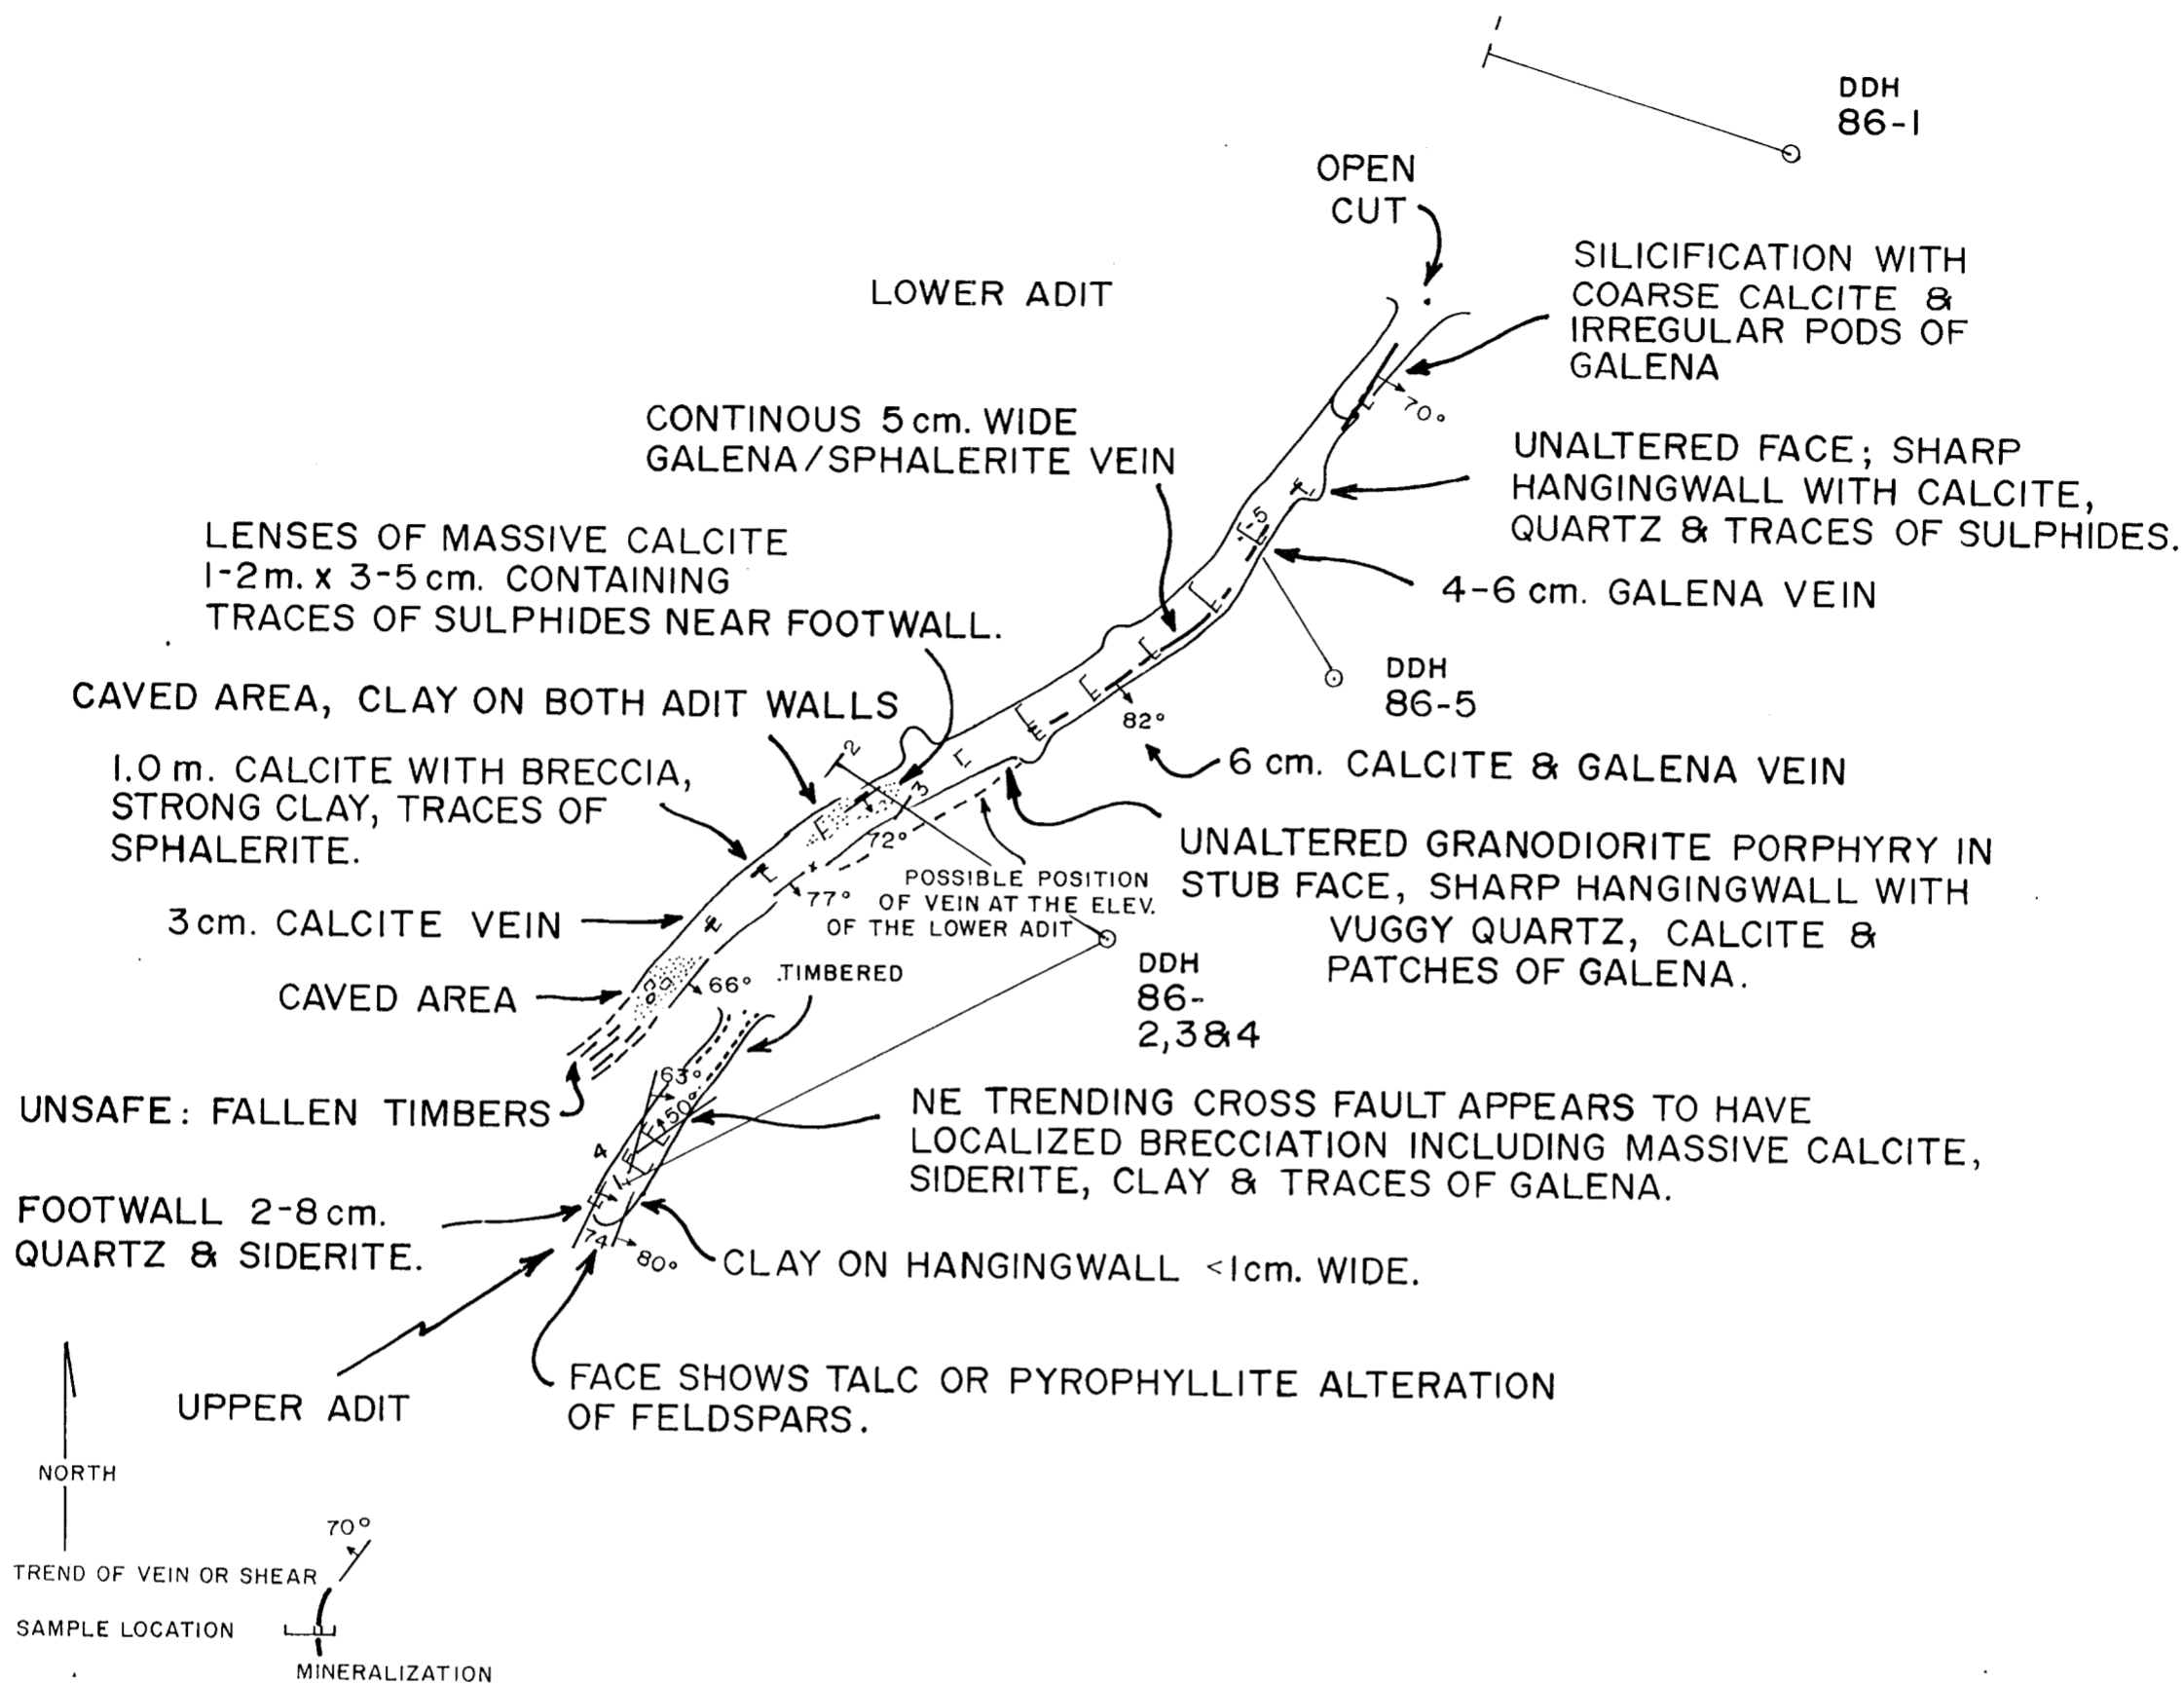 DDH
86-1
OPEN
CUT
SILICIFICATION WITH
COARSE CALCITE &
IRREGULAR PODS OF
GALENA
LOWER ADIT
70°
CONTINOUS 5 cm. WIDE
GALENA/SPHALERITE VEIN
UNALTERED FACE; SHARP
HANGINGWALL WITH CALCITE,
QUARTZ & TRACES OF SULPHIDES.
5
LENSES OF MASSIVE CALCITE
1-2 m. x 3-5 cm. CONTAINING
TRACES OF SULPHIDES NEAR FOOTWALL.
4-6 cm. GALENA VEIN
DDH
86-5
CAVED AREA, CLAY ON BOTH ADIT WALLS
82°
6 cm. CALCITE & GALENA VEIN
2
3
1.0 m. CALCITE WITH BRECCIA,
STRONG CLAY, TRACES OF
SPHALERITE.
72°
77°
POSSIBLE POSITION
OF VEIN AT THE ELEV.
OF THE LOWER ADIT
UNALTERED GRANODIORITE PORPHYRY IN
STUB FACE, SHARP HANGINGWALL WITH
VUGGY QUARTZ, CALCITE &
PATCHES OF GALENA.
3 cm. CALCITE VEIN
DDH
86-
2,3&4
CAVED AREA
66°
TIMBERED
63°
50°
UNSAFE: FALLEN TIMBERS
NE TRENDING CROSS FAULT APPEARS TO HAVE
LOCALIZED BRECCIATION INCLUDING MASSIVE CALCITE,
SIDERITE, CLAY & TRACES OF GALENA.
4
FOOTWALL 2-8 cm.
QUARTZ & SIDERITE.
74
80°
CLAY ON HANGINGWALL <1cm. WIDE.
UPPER ADIT
FACE SHOWS TALC OR PYROPHYLLITE ALTERATION
OF FELDSPARS.
NORTH
70°
TREND OF VEIN OR SHEAR
SAMPLE LOCATION
MINERALIZATION